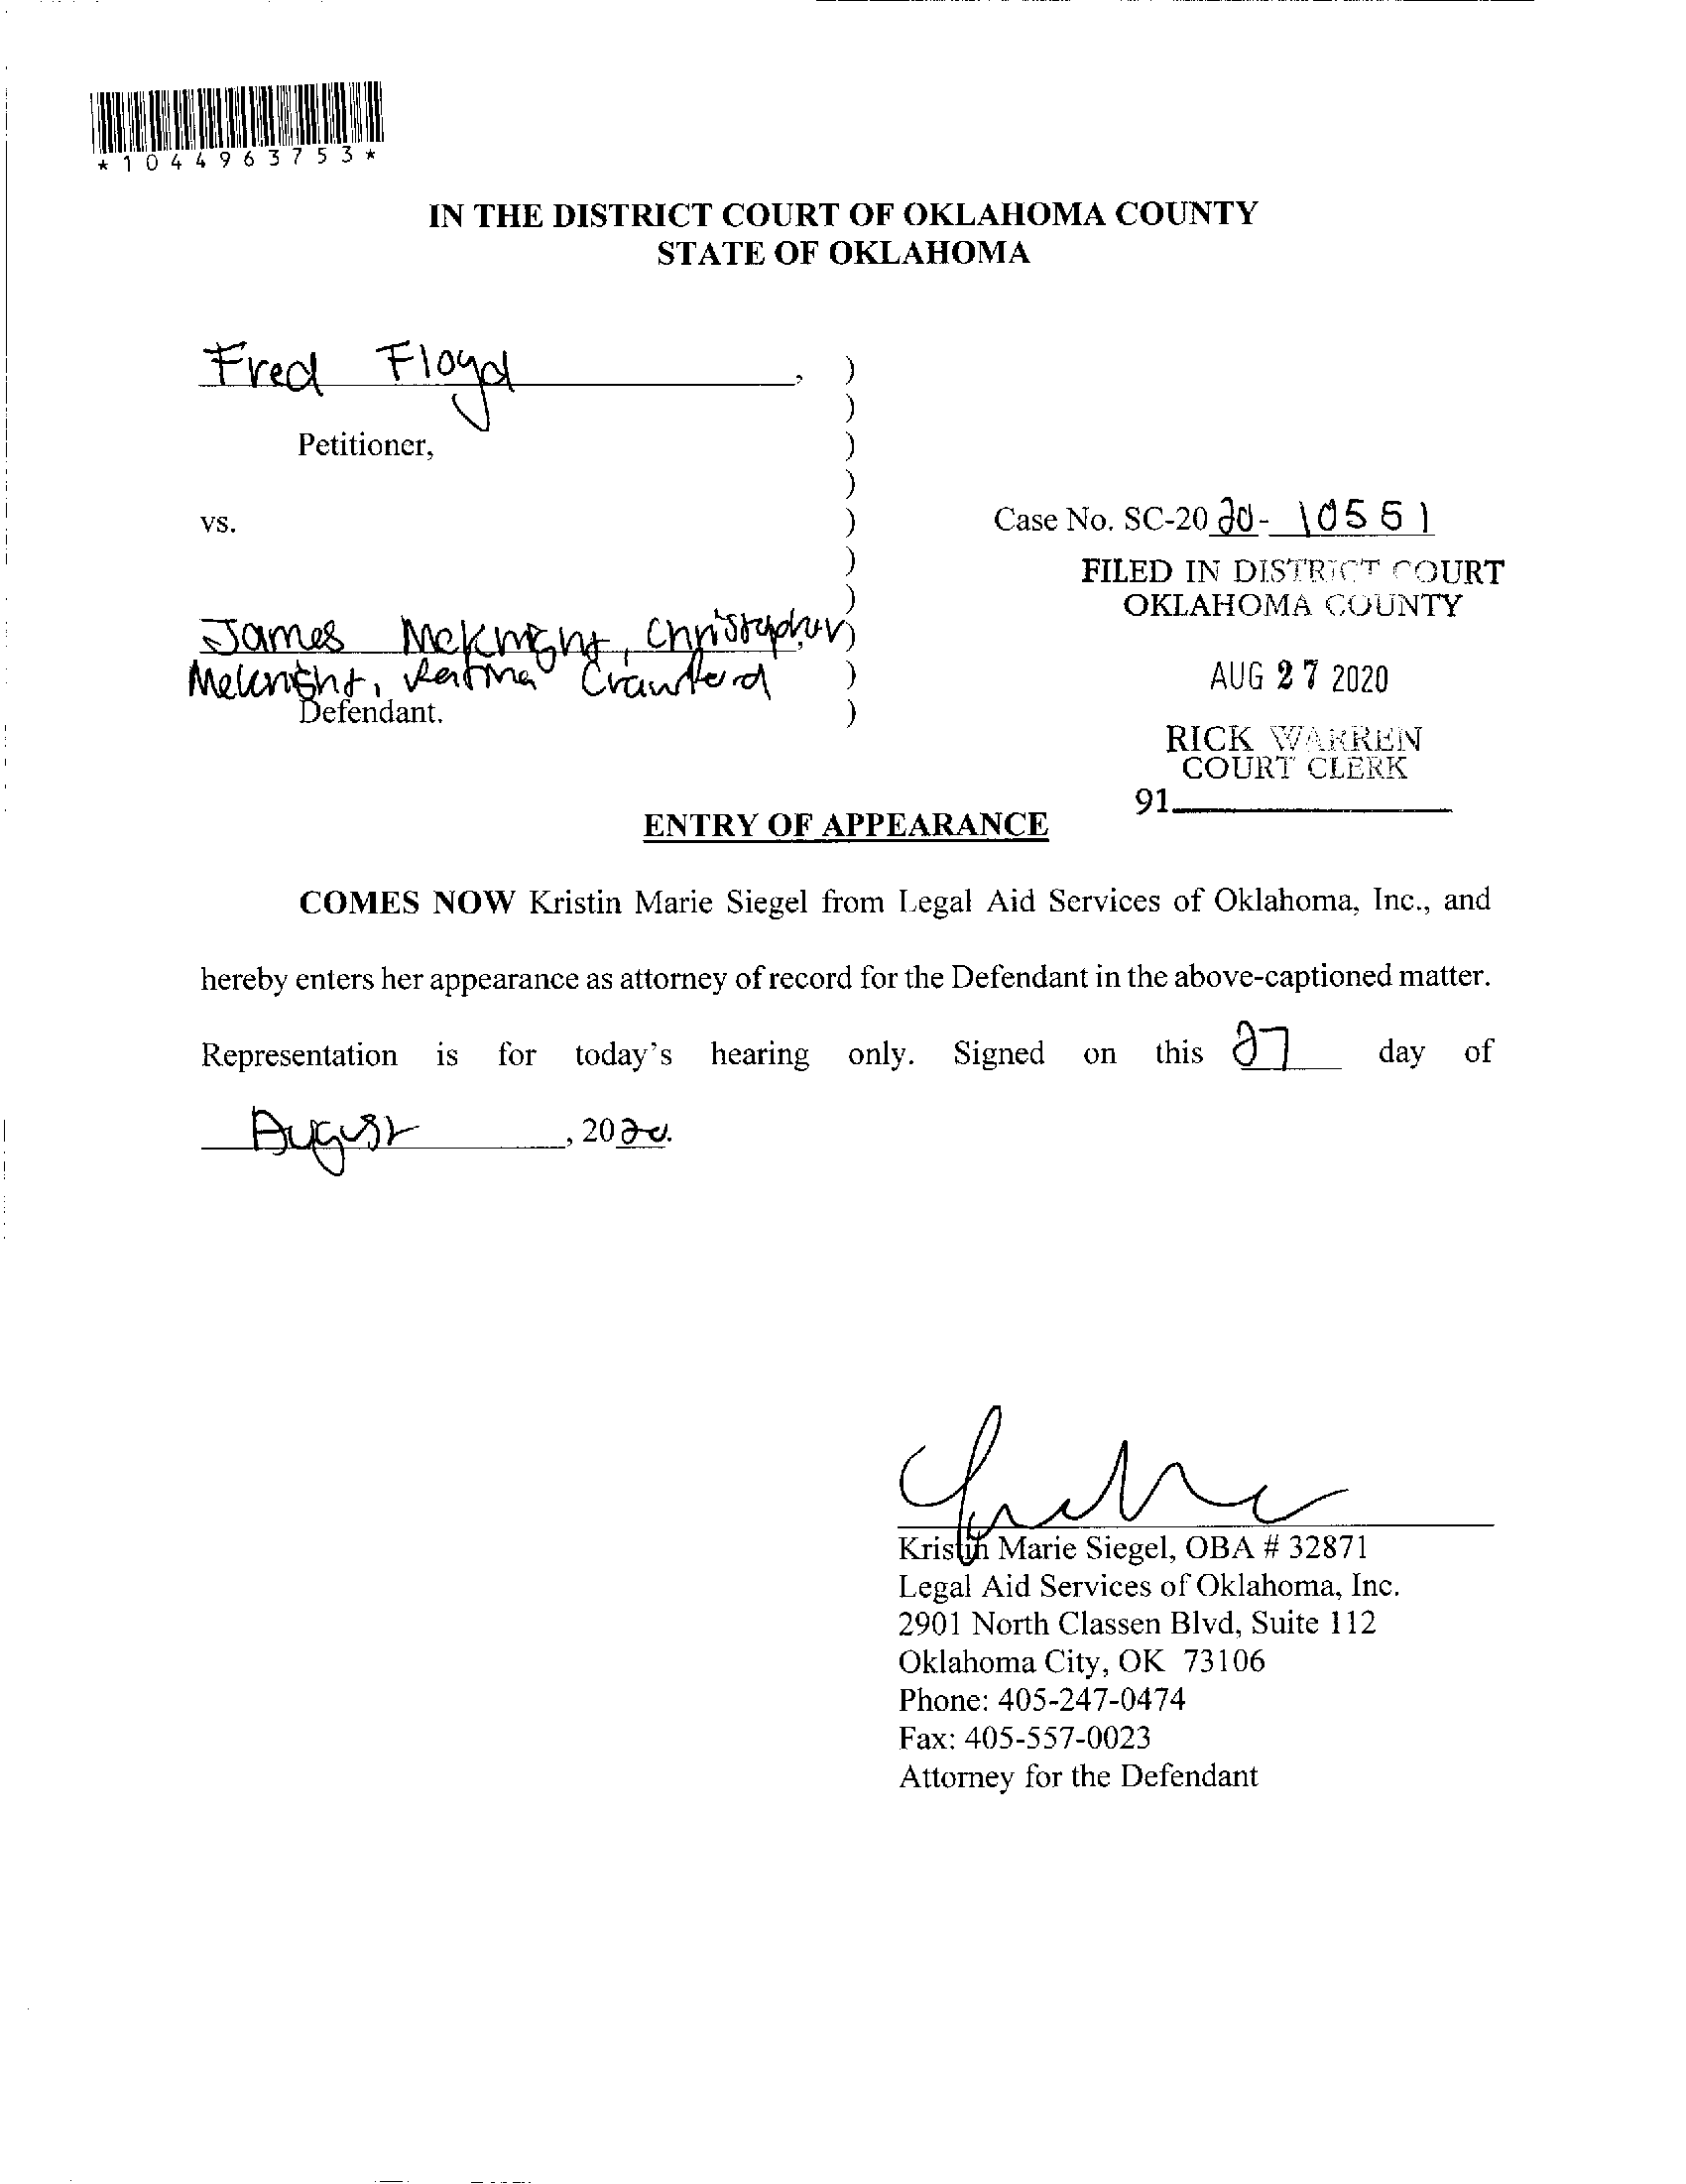 *1044963753*
IN THE DISTRICT COURT OF OKLAHOMA COUNTY
STATE OF OKLAHOMA
Fred Floyd, )
)
Petitioner, )
)
vs. ) Case No. SC-2020-10551
) FILED IN DISTRICT COURT
) OKLAHOMA COUNTY
James McKnight, Christopher )
McKnight, Katina Crawford ) AUG 27 2020
Defendant. )
RICK WARREN
COURT CLERK
91
ENTRY OF APPEARANCE
COMES NOW Kristin Marie Siegel from Legal Aid Services of Oklahoma, Inc., and
hereby enters her appearance as attorney of record for the Defendant in the above-captioned matter.
Representation is for today's hearing only. Signed on this 27 day of
August, 2020.
Kristin Marie Siegel, OBA # 32871
Legal Aid Services of Oklahoma, Inc.
2901 North Classen Blvd, Suite 112
Oklahoma City, OK 73106
Phone: 405-247-0474
Fax: 405-557-0023
Attorney for the Defendant